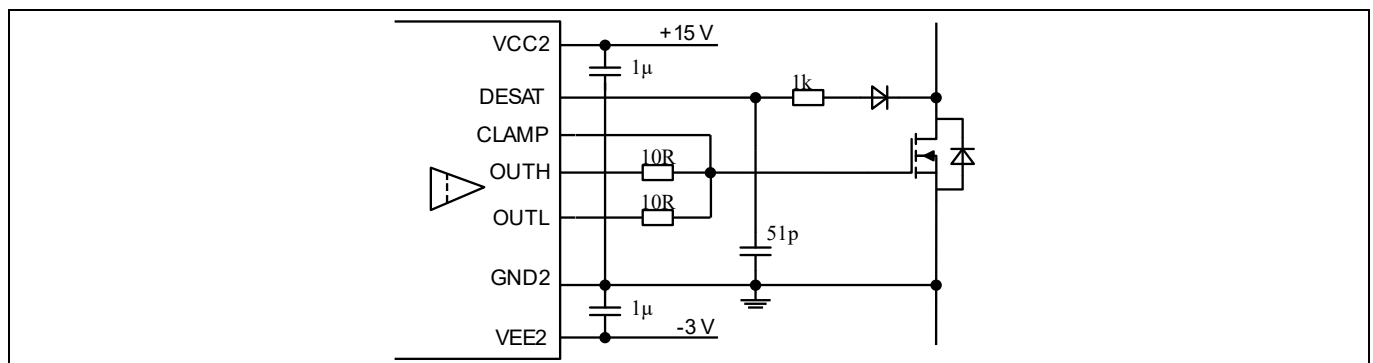 VCC2
+15 V
1µ
DESAT
1k
CLAMP
OUTH
10R
OUTL
10R
51p
GND2
1µ
VEE2
-3 V